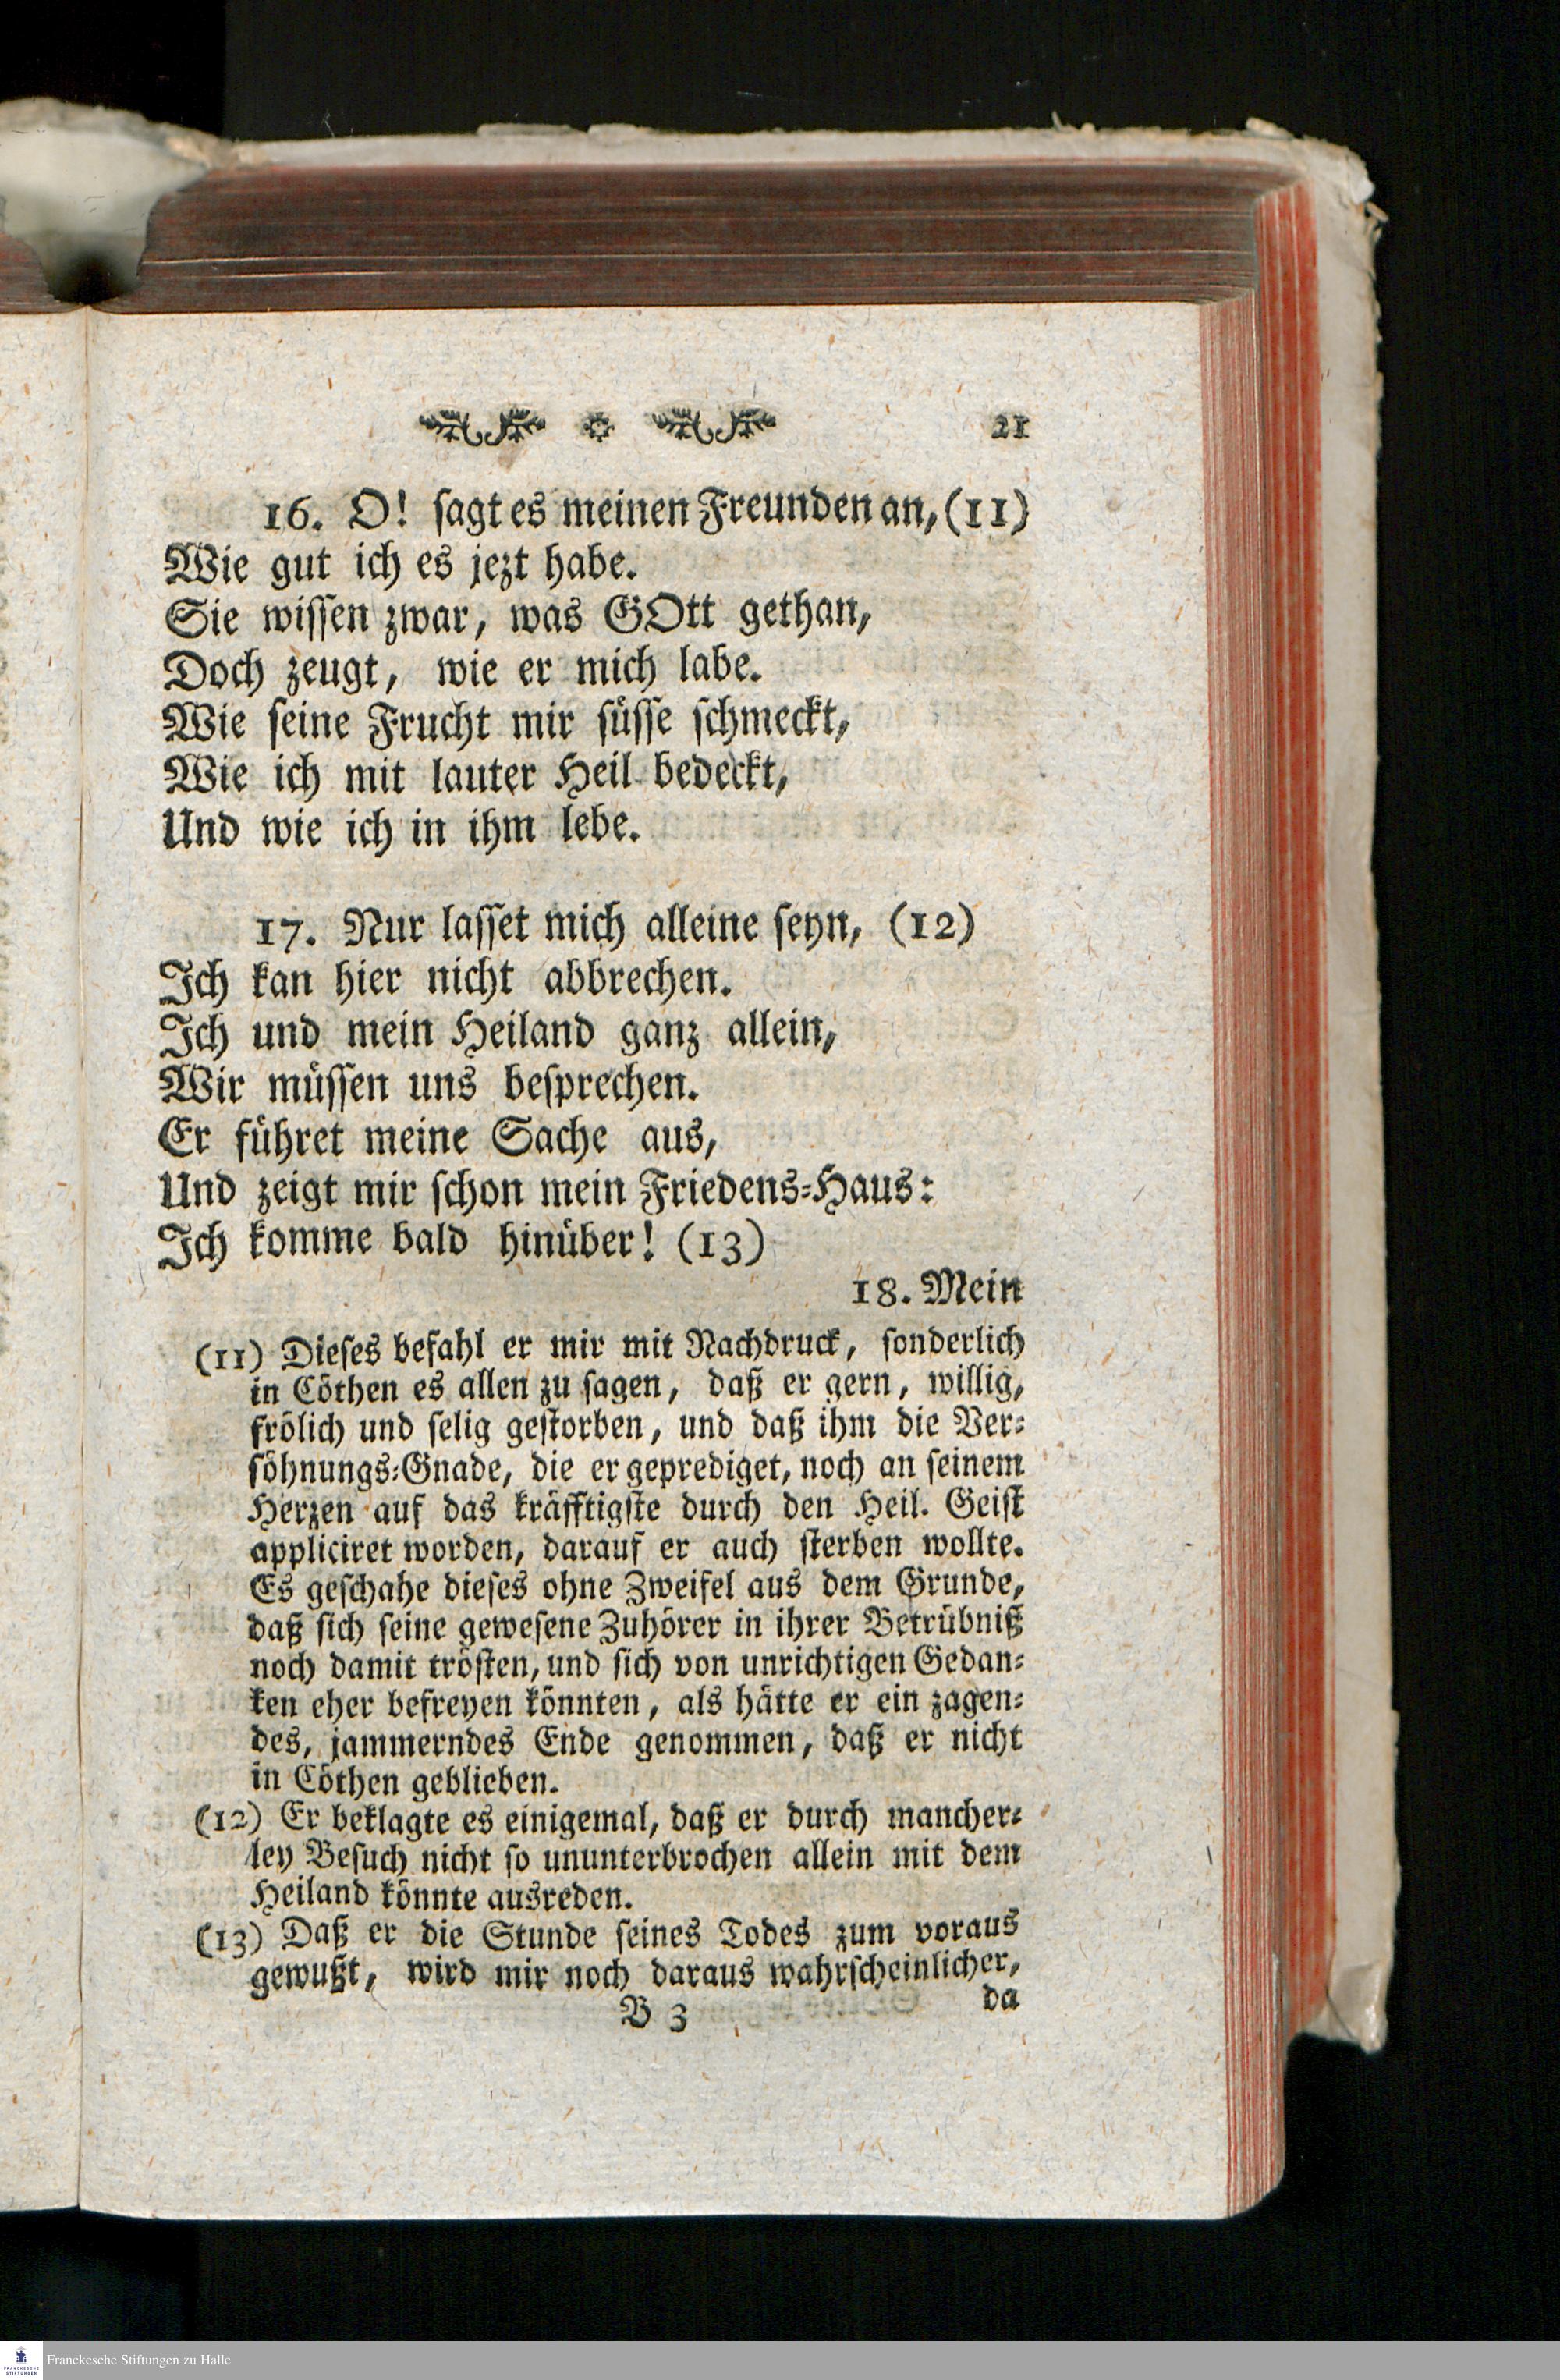 21
16. O! ſagt es meinen Freunden an, (11)
Wie gut ich es jezt habe.
Sie wiſſen zwar, was GOtt gethan,
Doch zeugt, wie er mich labe.
Wie ſeine Frucht mir ſüſſe ſchmeckt,
Wie ich mit lauter Heil bedeckt,
Und wie ich in ihm lebe.
17. Nur laſſet mich alleine ſeyn, (12)
Ich kan hier nicht abbrechen.
Ich und mein Heiland ganz allein,
Wir müſſen uns beſprechen.
Er führet meine Sache aus,
Und zeigt mir ſchon mein Friedens-Haus:
Ich komme bald hinüber! (13)
18. Mein
(11) Dieſes befahl er mir mit Nachdruck, ſonderlich
in Cöthen es allen zu ſagen, daß er gern, willig,
frölich und ſelig geſtorben, und daß ihm die Ver-
ſöhnungs-Gnade, die er geprediget, noch an ſeinem
Herzen auf das kräfftigſte durch den Heil. Geiſt
appliciret worden, darauf er auch ſterben wollte.
Es geſchahe dieſes ohne Zweifel aus dem Grunde,
daß ſich ſeine geweſene Zuhörer in ihrer Betrübniß
noch damit tröſten, und ſich von unrichtigen Gedan-
ken eher befreyen könnten, als hätte er ein zagen-
des, jammerndes Ende genommen, daß er nicht
in Cöthen geblieben.
(12) Er beklagte es einigemal, daß er durch mancher-
ley Beſuch nicht ſo ununterbrochen allein mit dem
Heiland könnte ausreden.
(13) Daß er die Stunde ſeines Todes zum voraus
gewußt, wird mir noch daraus wahrſcheinlicher,
B 3 da
FRANCKESCHE
STIFTUNGEN
Franckesche Stiftungen zu Halle